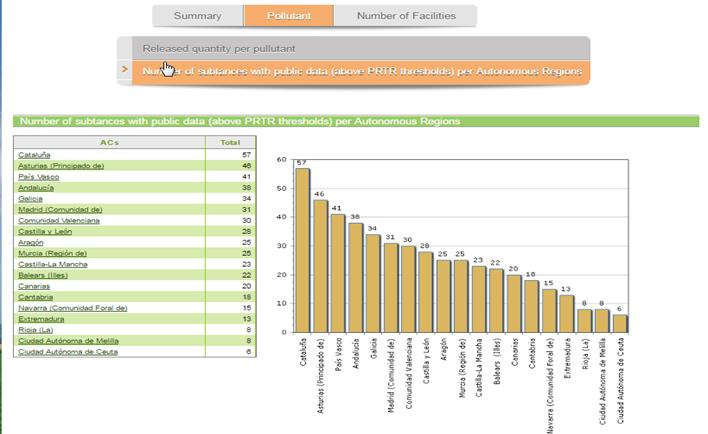 Summary Pollutant Number of Facilities
Released quantity per pullutant
> Number of subtances with public data (above PRTR thresholds) per Autonomous Regions
Number of subtances with public data (above PRTR thresholds) per Autonomous Regions
ACs Total
Cataluña 57
Asturias (Principado de) 46
País Vasco 41
Andalucía 38
Galicia 34
Madrid (Comunidad de) 31
Comunidad Valenciana 30
Castilla y León 28
Aragón 25
Murcia (Región de) 25
Castilla-La Mancha 23
Balears (Illes) 22
Canarias 20
Cantabria 18
Navarra (Comunidad Foral de) 15
Extremadura 13
Rioja (La) 8
Ciudad Autónoma de Melilla 8
Ciudad Autónoma de Ceuta 6
60
50
40
30
20
10
0
57 46 41 38 34 31 30 28 25 25 23 22 20 18 15 13 8 8 6
Cataluña
Asturias (Principado de)
País Vasco
Andalucía
Galicia
Madrid (Comunidad de)
Comunidad Valenciana
Castilla y León
Aragón
Murcia (Región de)
Castilla-La Mancha
Balears (Illes)
Canarias
Cantabria
Navarra (Comunidad Foral de)
Extremadura
Rioja (La)
Ciudad Autónoma de Melilla
Ciudad Autónoma de Ceuta